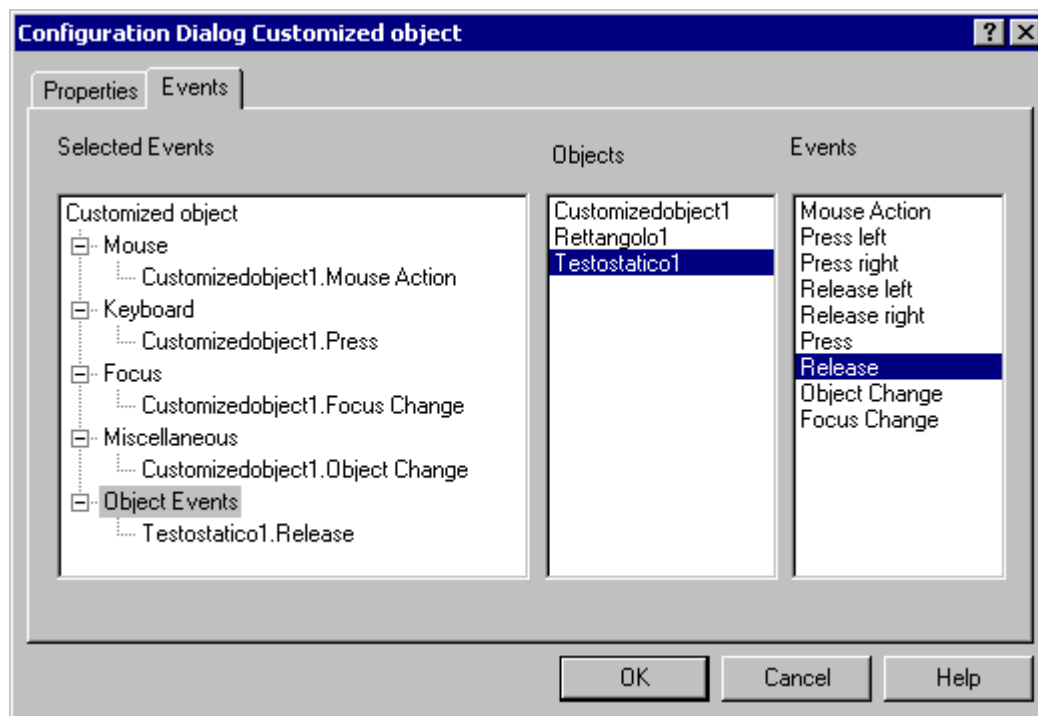 Configuration Dialog Customized object
Properties
Events
Selected Events
Customized object
Mouse
Customizedobject1.Mouse Action
Keyboard
Customizedobject1.Press
Focus
Customizedobject1.Focus Change
Miscellaneous
Customizedobject1.Object Change
Object Events
Testostatico1.Release
Objects
Customizedobject1
Rettangolo1
Testostatico1
Events
Mouse Action
Press left
Press right
Release left
Release right
Press
Release
Object Change
Focus Change
OK
Cancel
Help